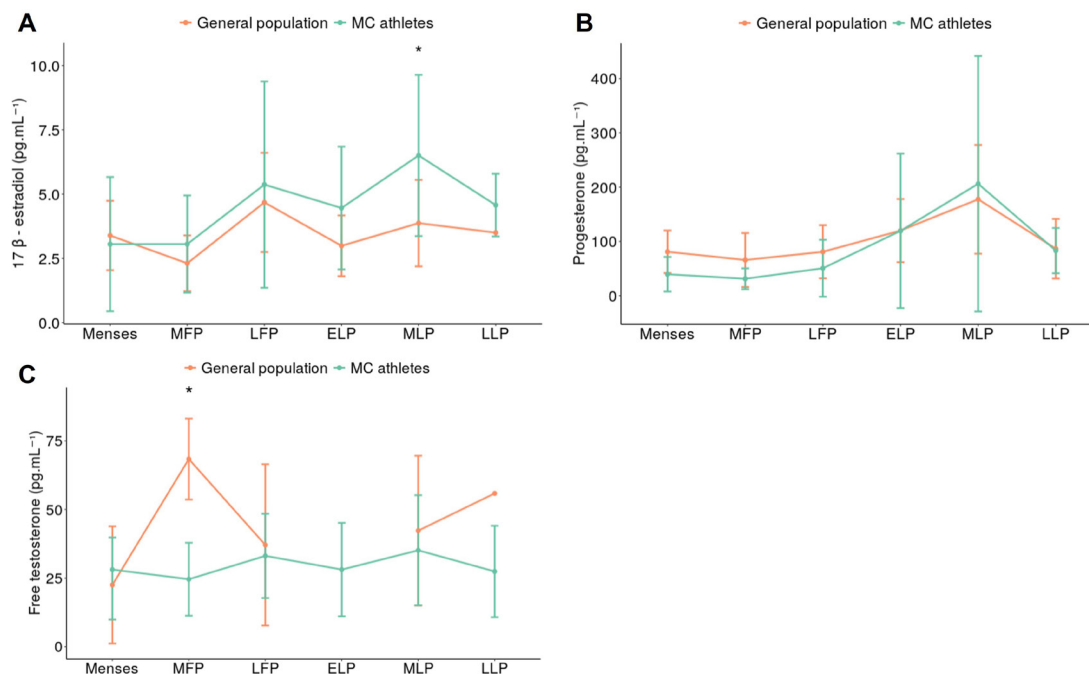 A
General population MC athletes
*
17 β - estradiol (pg.mL⁻¹)
10.0
7.5
5.0
2.5
0.0
Menses MFP LFP ELP MLP LLP
B
General population MC athletes
Progesterone (pg.mL⁻¹)
400
300
200
100
0
Menses MFP LFP ELP MLP LLP
C
General population MC athletes
*
Free testosterone (pg.mL⁻¹)
75
50
25
0
Menses MFP LFP ELP MLP LLP